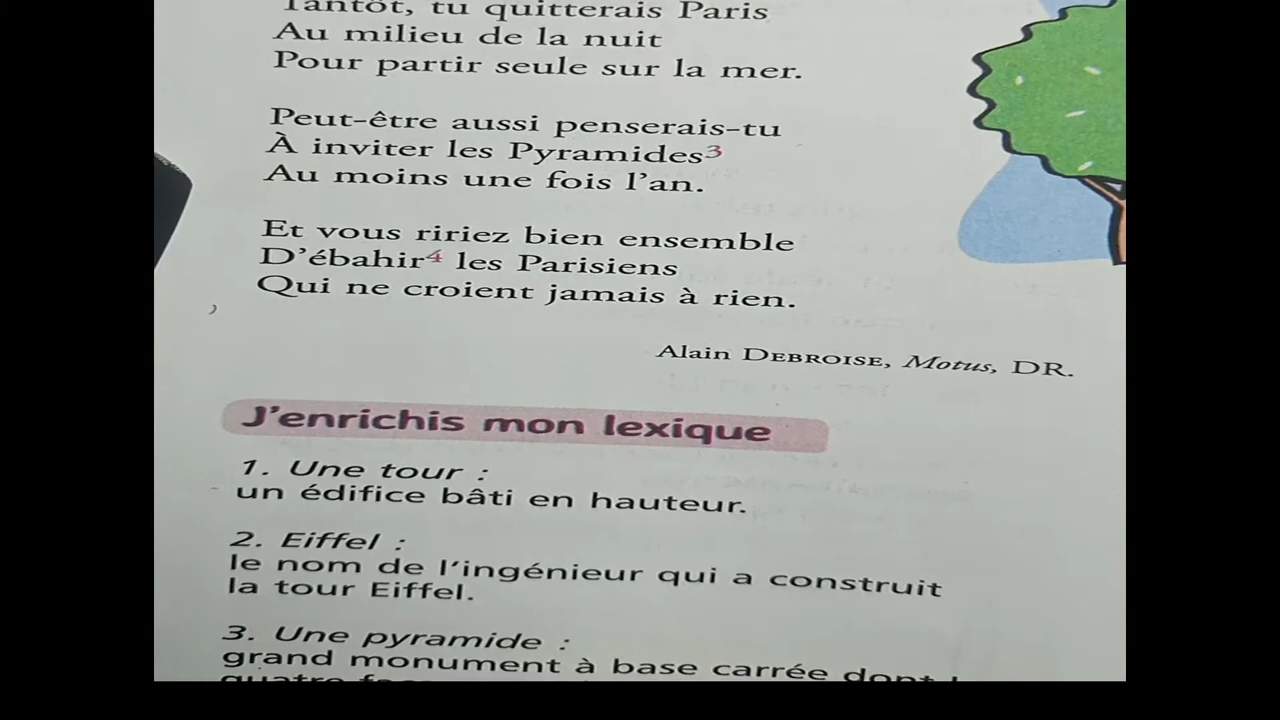 Tantôt, tu quitterais Paris
Au milieu de la nuit
Pour partir seule sur la mer.
Peut-être aussi penserais-tu
À inviter les Pyramides³
Au moins une fois l'an.
Et vous ririez bien ensemble
D'ébahir⁴ les Parisiens
Qui ne croient jamais à rien.
Alain DEBROISE, Motus, DR.
J'enrichis mon lexique
1. Une tour :
un édifice bâti en hauteur.
2. Eiffel :
le nom de l'ingénieur qui a construit
la tour Eiffel.
3. Une pyramide :
grand monument à base carrée dont
quatre